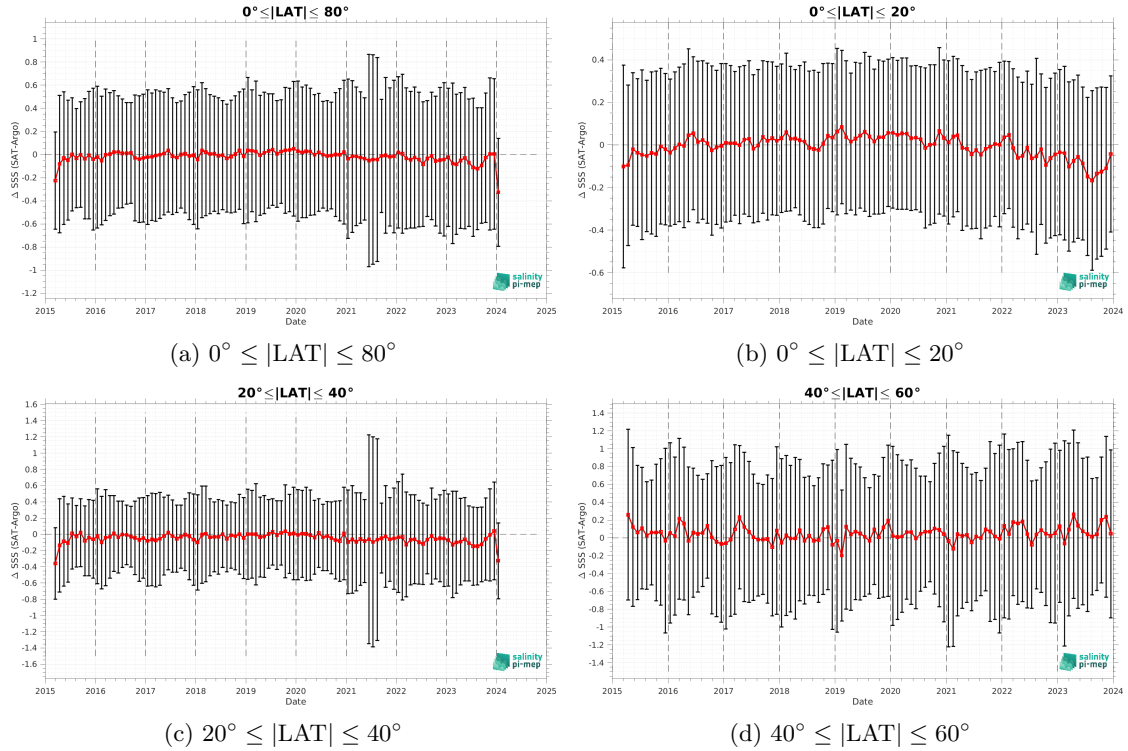 0°≤|LAT|≤ 80°
1
0.8
0.6
0.4
0.2
0
-0.2
-0.4
-0.6
-0.8
-1
-1.2
Δ SSS (SAT-Argo)
2015 2016 2017 2018 2019 2020 2021 2022 2023 2024 2025
Date
salinity
pi-mep
(a) 0° ≤ |LAT| ≤ 80°
0°≤|LAT|≤ 20°
0.4
0.2
0
-0.2
-0.4
-0.6
Δ SSS (SAT-Argo)
2015 2016 2017 2018 2019 2020 2021 2022 2023 2024
Date
salinity
pi-mep
(b) 0° ≤ |LAT| ≤ 20°
20°≤|LAT|≤ 40°
1.6
1.4
1.2
1
0.8
0.6
0.4
0.2
0
-0.2
-0.4
-0.6
-0.8
-1
-1.2
-1.4
-1.6
Δ SSS (SAT-Argo)
2015 2016 2017 2018 2019 2020 2021 2022 2023 2024 2025
Date
salinity
pi-mep
(c) 20° ≤ |LAT| ≤ 40°
40°≤|LAT|≤ 60°
1.4
1.2
1
0.8
0.6
0.4
0.2
0
-0.2
-0.4
-0.6
-0.8
-1
-1.2
-1.4
Δ SSS (SAT-Argo)
2015 2016 2017 2018 2019 2020 2021 2022 2023 2024
Date
salinity
pi-mep
(d) 40° ≤ |LAT| ≤ 60°